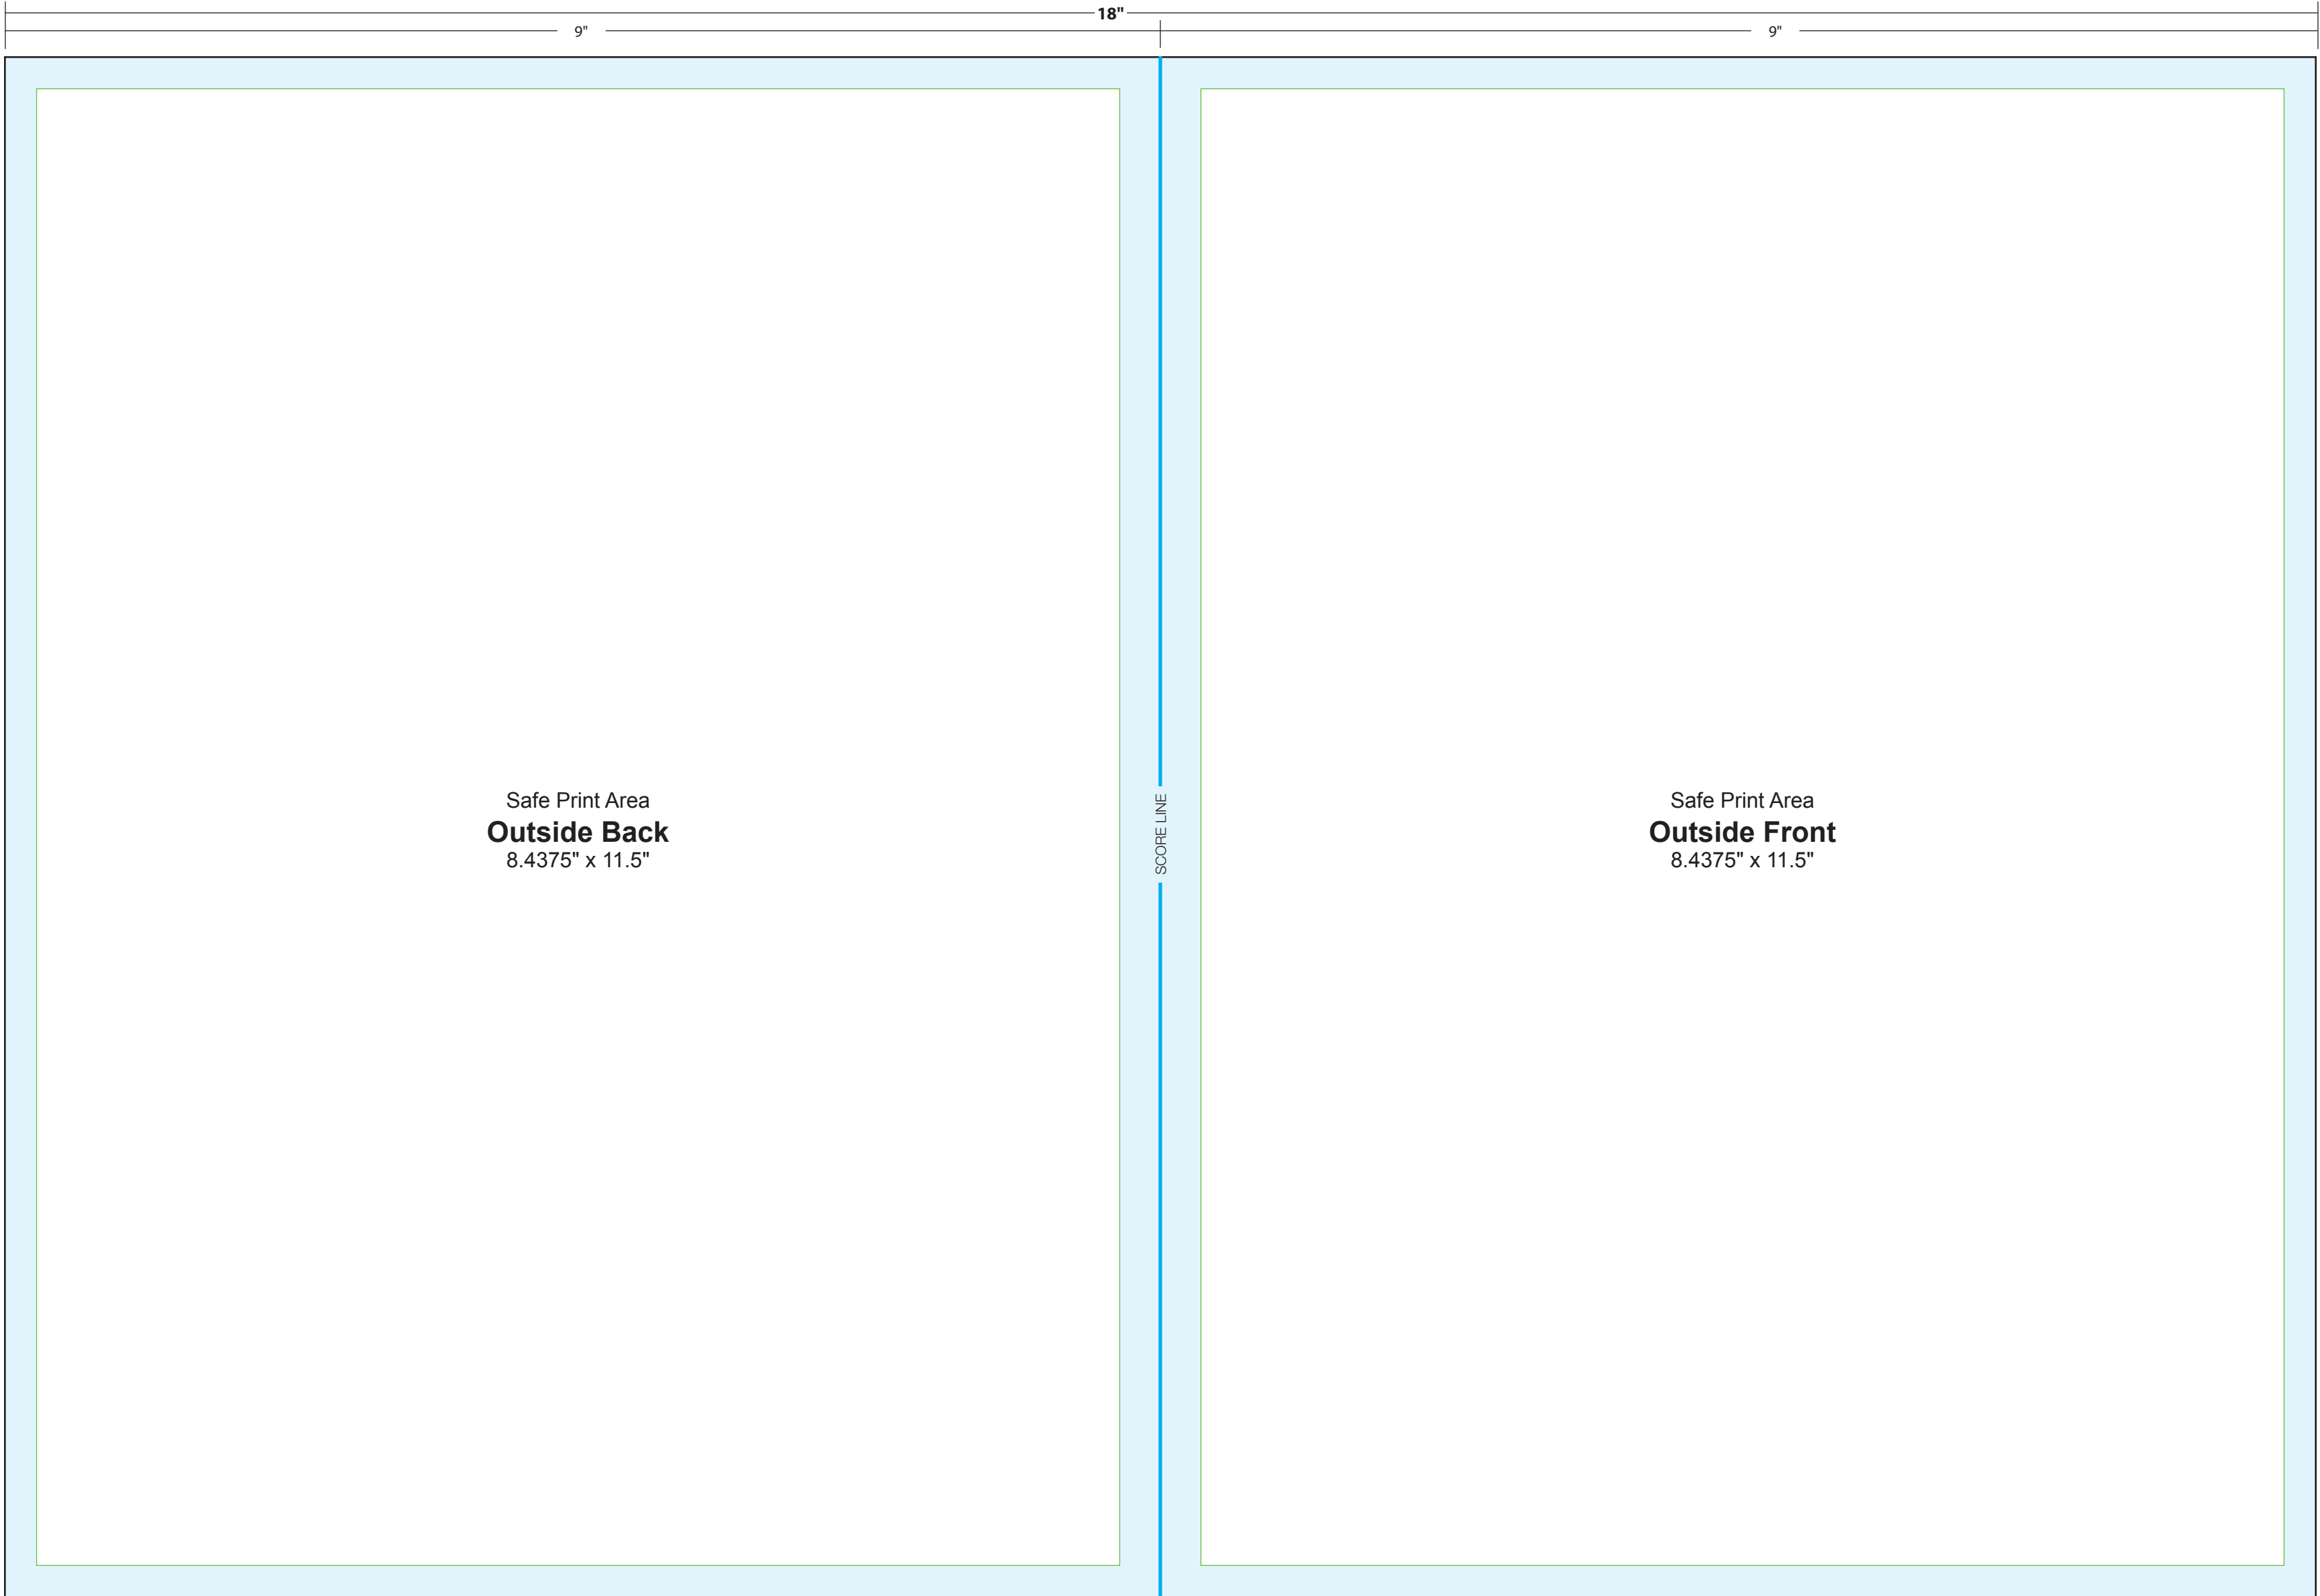 18"
9"
9"
Safe Print Area
Outside Back
8.4375" x 11.5"
SCORE LINE
Safe Print Area
Outside Front
8.4375" x 11.5"